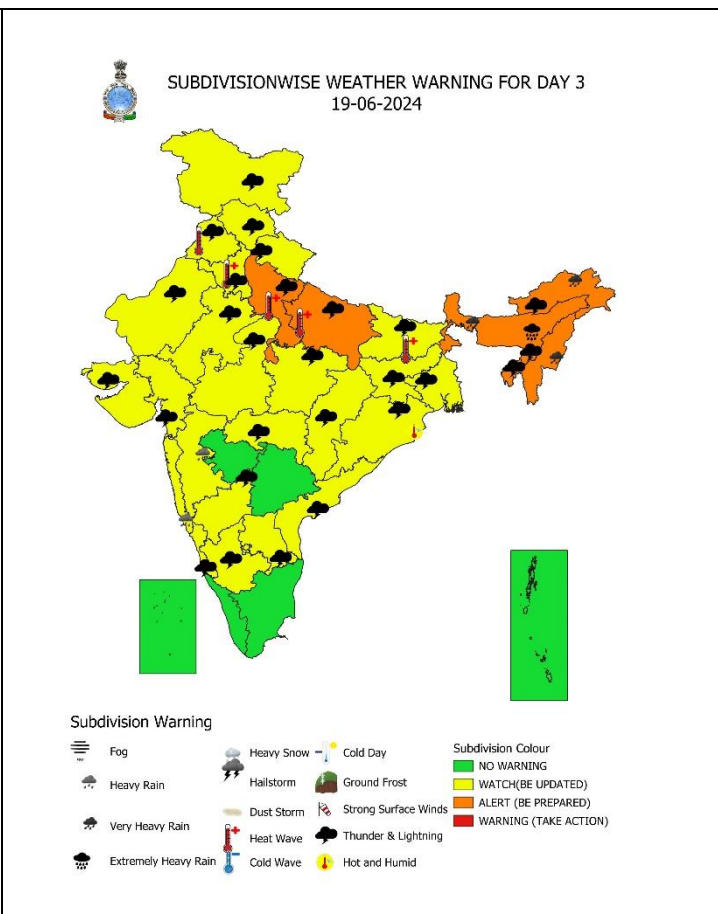 SUBDIVISIONWISE WEATHER WARNING FOR DAY 3
19-06-2024
Subdivision Warning
Fog
Heavy Rain
Very Heavy Rain
Extremely Heavy Rain
Heavy Snow
Hailstorm
Dust Storm
Heat Wave
Cold Wave
Cold Day
Ground Frost
Strong Surface Winds
Thunder & Lightning
Hot and Humid
Subdivision Colour
NO WARNING
WATCH(BE UPDATED)
ALERT (BE PREPARED)
WARNING (TAKE ACTION)